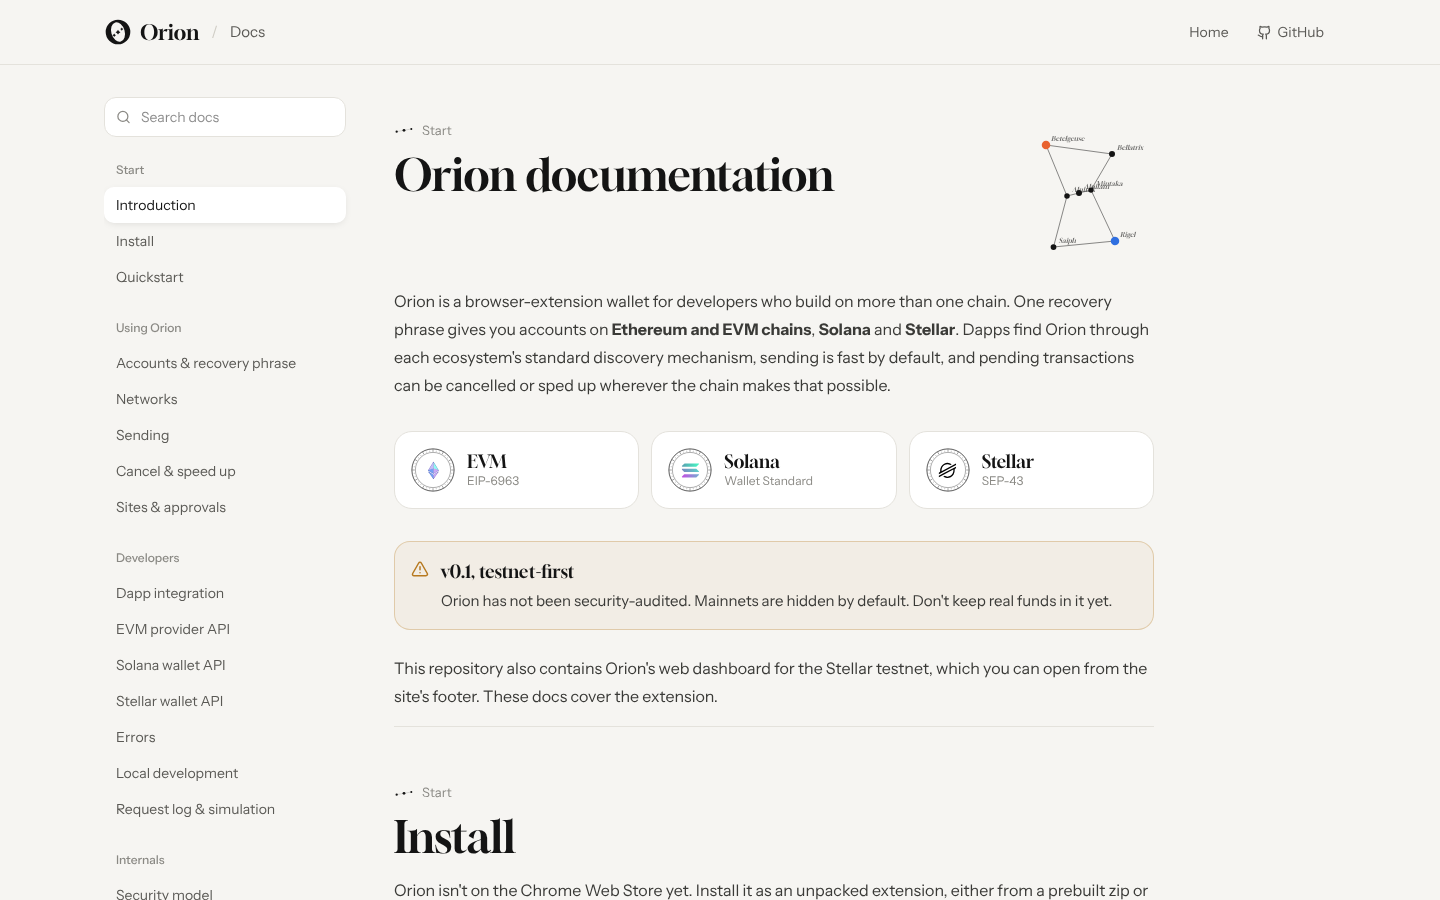 Orion / Docs
Home
GitHub
Search docs
Start
Introduction
Install
Quickstart
Using Orion
Accounts & recovery phrase
Networks
Sending
Cancel & speed up
Sites & approvals
Developers
Dapp integration
EVM provider API
Solana wallet API
Stellar wallet API
Errors
Local development
Request log & simulation
Internals
Security model
Start
Orion documentation
Betelgeuse
Bellatrix
Mintaka
Saiph
Rigel
Orion is a browser-extension wallet for developers who build on more than one chain. One recovery
phrase gives you accounts on Ethereum and EVM chains, Solana and Stellar. Dapps find Orion through
each ecosystem's standard discovery mechanism, sending is fast by default, and pending transactions
can be cancelled or sped up wherever the chain makes that possible.
EVM
EIP-6963
Solana
Wallet Standard
Stellar
SEP-43
v0.1, testnet-first
Orion has not been security-audited. Mainnets are hidden by default. Don't keep real funds in it yet.
This repository also contains Orion's web dashboard for the Stellar testnet, which you can open from the
site's footer. These docs cover the extension.
Start
Install
Orion isn't on the Chrome Web Store yet. Install it as an unpacked extension, either from a prebuilt zip or